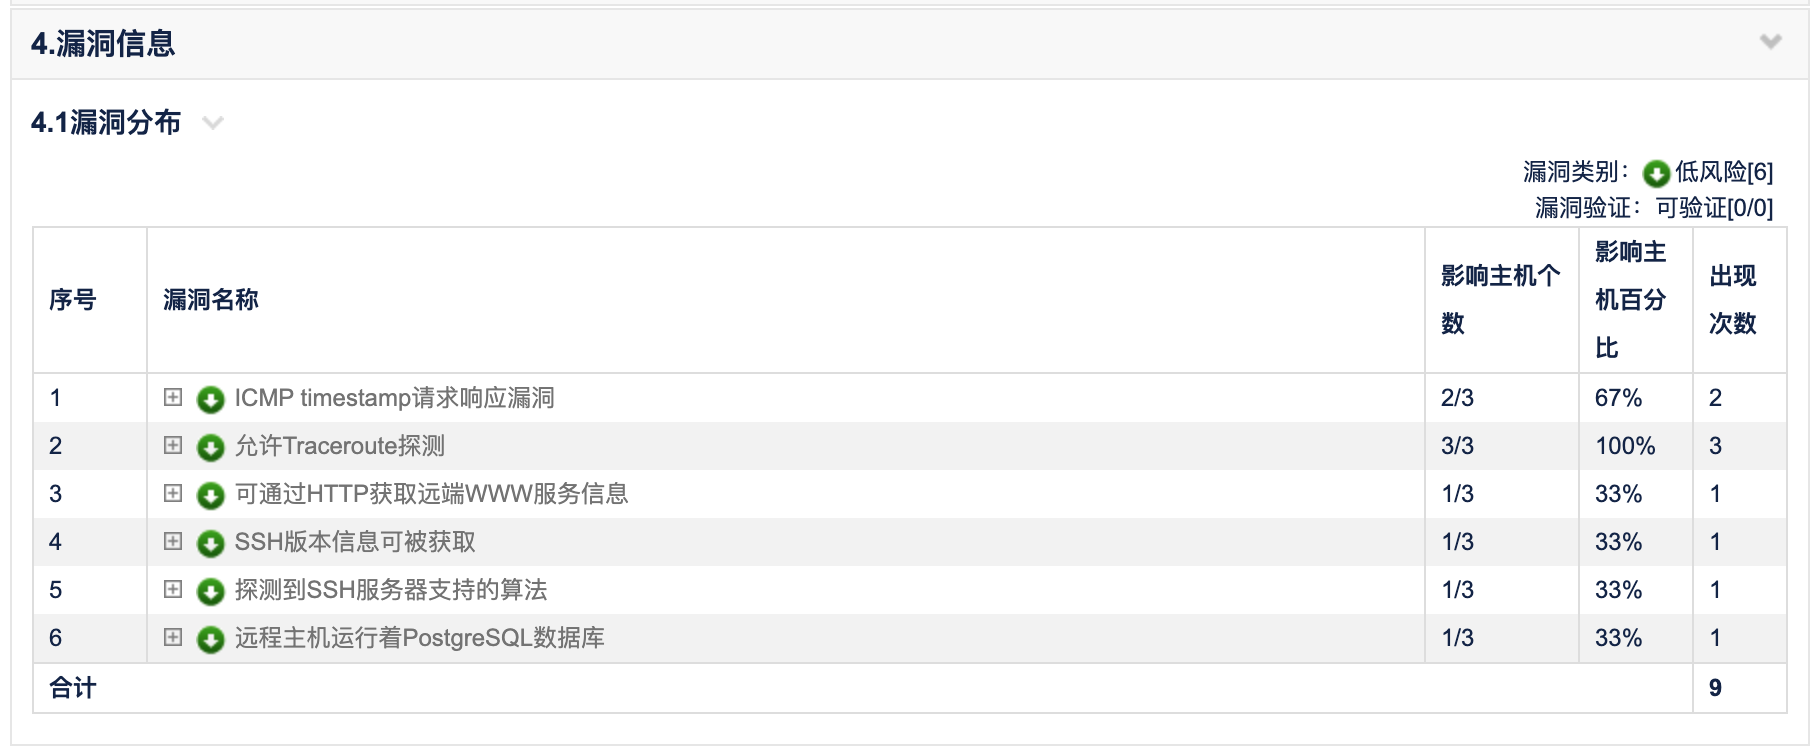 4.漏洞信息
4.1漏洞分布
漏洞类别： 低风险[6]
漏洞验证： 可验证[0/0]
序号 漏洞名称 影响主机个数 影响主机百分比 出现次数
1 ICMP timestamp请求响应漏洞 2/3 67% 2
2 允许Traceroute探测 3/3 100% 3
3 可通过HTTP获取远端WWW服务信息 1/3 33% 1
4 SSH版本信息可被获取 1/3 33% 1
5 探测到SSH服务器支持的算法 1/3 33% 1
6 远程主机运行着PostgreSQL数据库 1/3 33% 1
合计 9